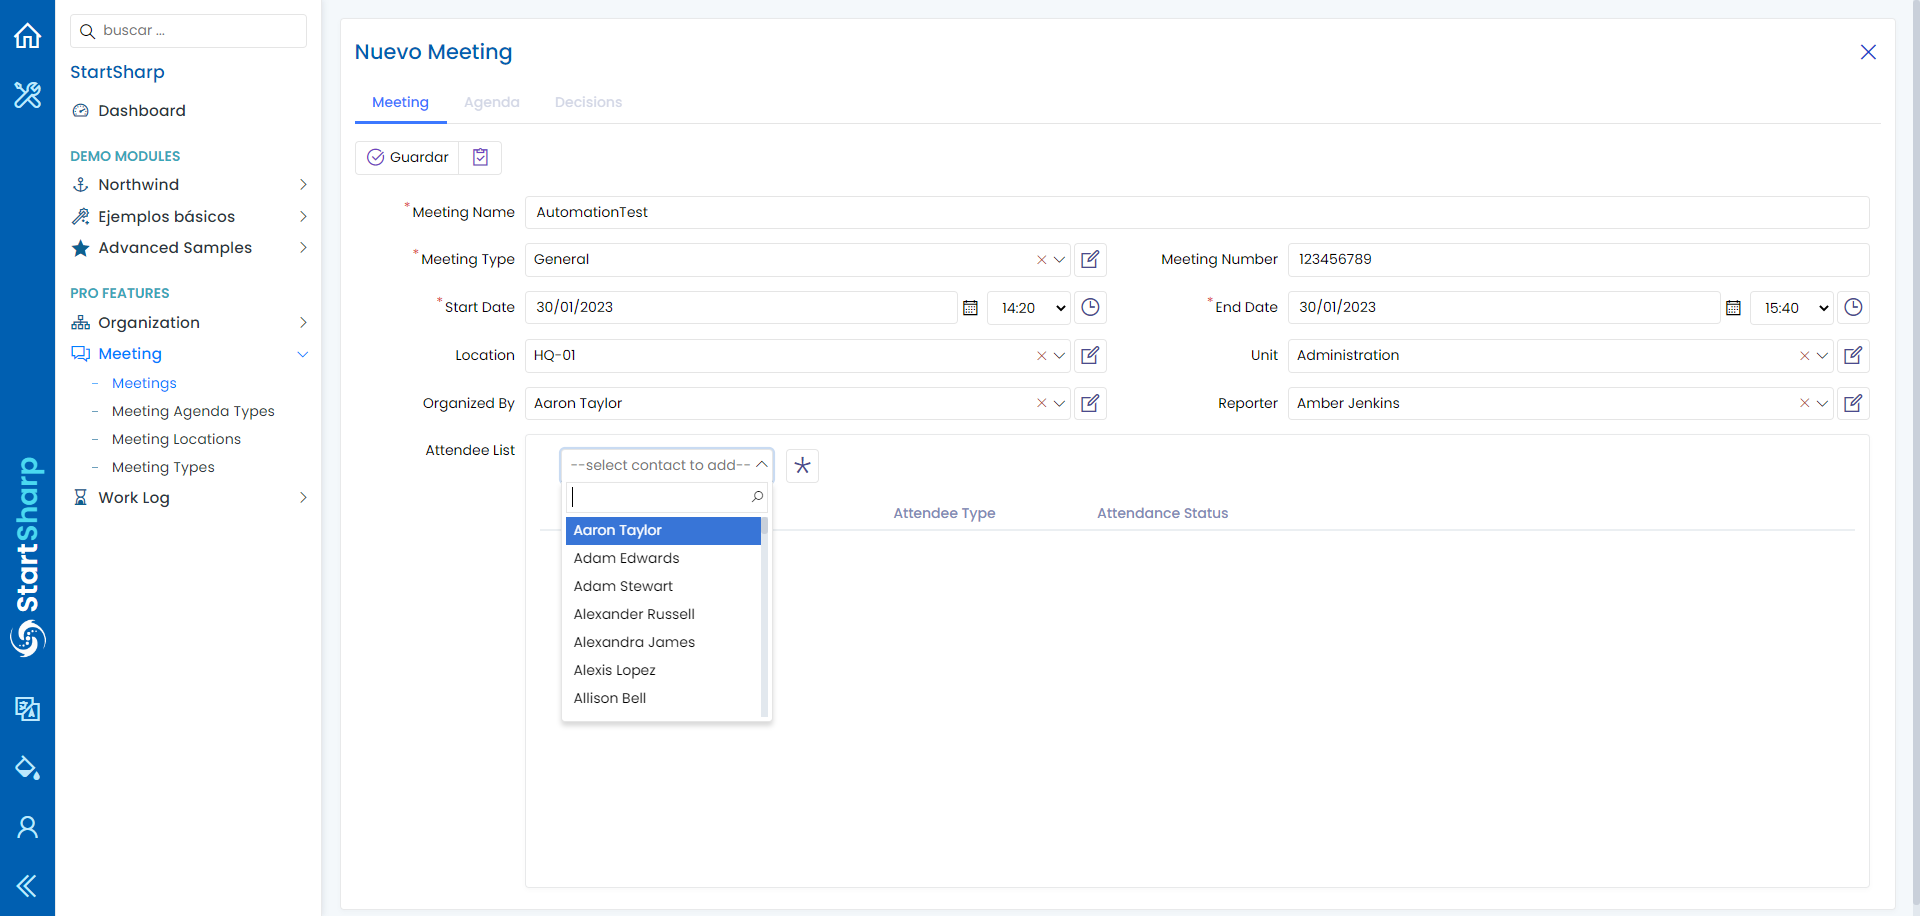 buscar ...
StartSharp
Dashboard
DEMO MODULES
Northwind
Ejemplos básicos
Advanced Samples
PRO FEATURES
Organization
Meeting
- Meetings
- Meeting Agenda Types
- Meeting Locations
- Meeting Types
Work Log
StartSharp
Nuevo Meeting
Meeting Agenda Decisions
Guardar
* Meeting Name AutomationTest
* Meeting Type General
Meeting Number 123456789
* Start Date 30/01/2023 14:20
* End Date 30/01/2023 15:40
Location HQ-01
Unit Administration
Organized By Aaron Taylor
Reporter Amber Jenkins
Attendee List
--select contact to add--
Attendee Type Attendance Status
Aaron Taylor
Adam Edwards
Adam Stewart
Alexander Russell
Alexandra James
Alexis Lopez
Allison Bell